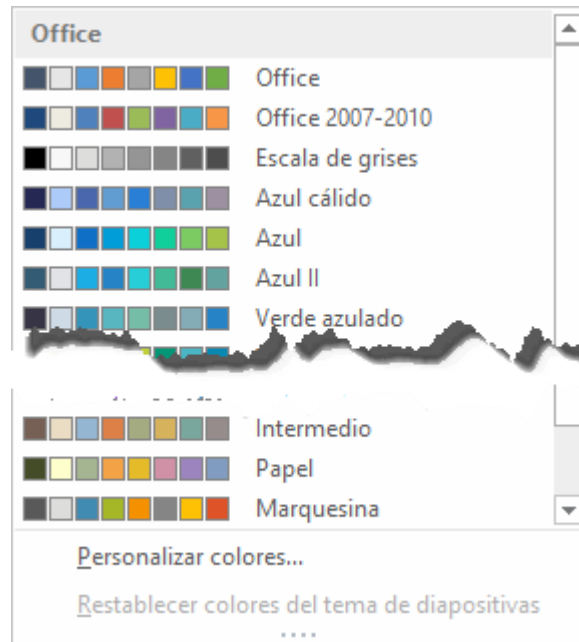 Office
Office
Office 2007-2010
Escala de grises
Azul cálido
Azul
Azul II
Verde azulado
Intermedio
Papel
Marquesina
Personalizar colores...
Restablecer colores del tema de diapositivas